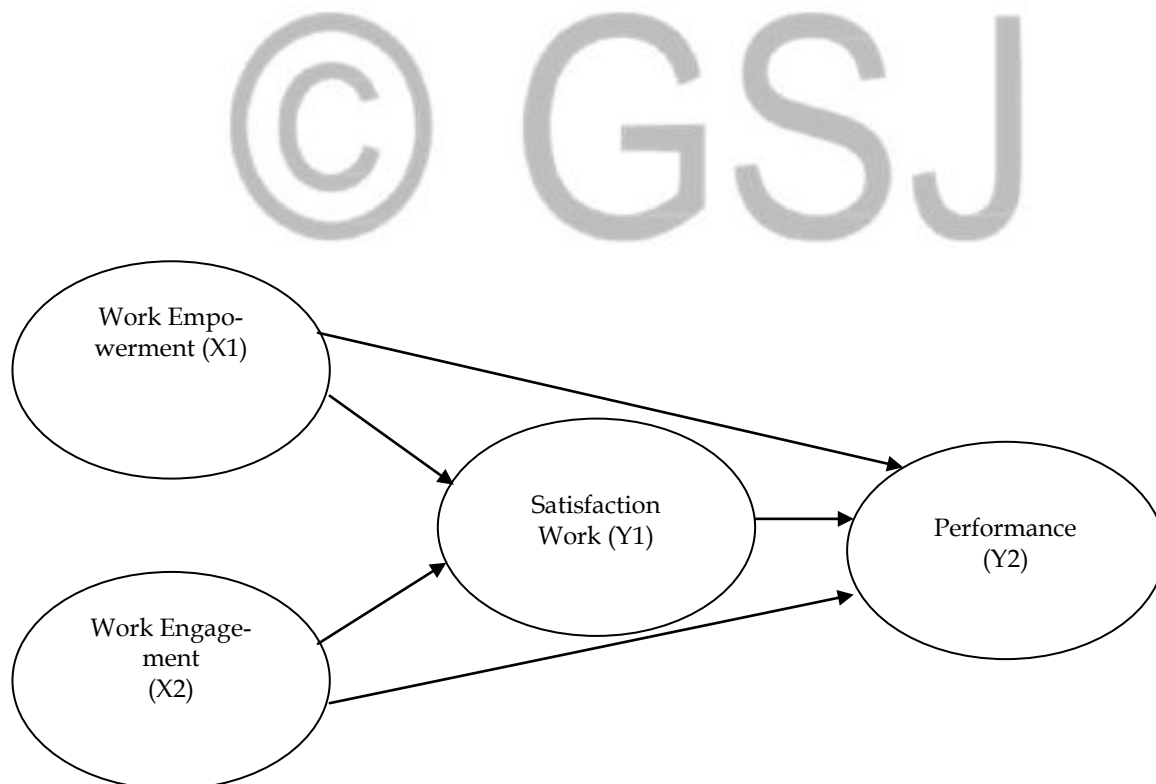 © GSJ
Work Empo-
werment (X1)
Satisfaction
Work (Y1)
Performance
(Y2)
Work Engage-
ment
(X2)